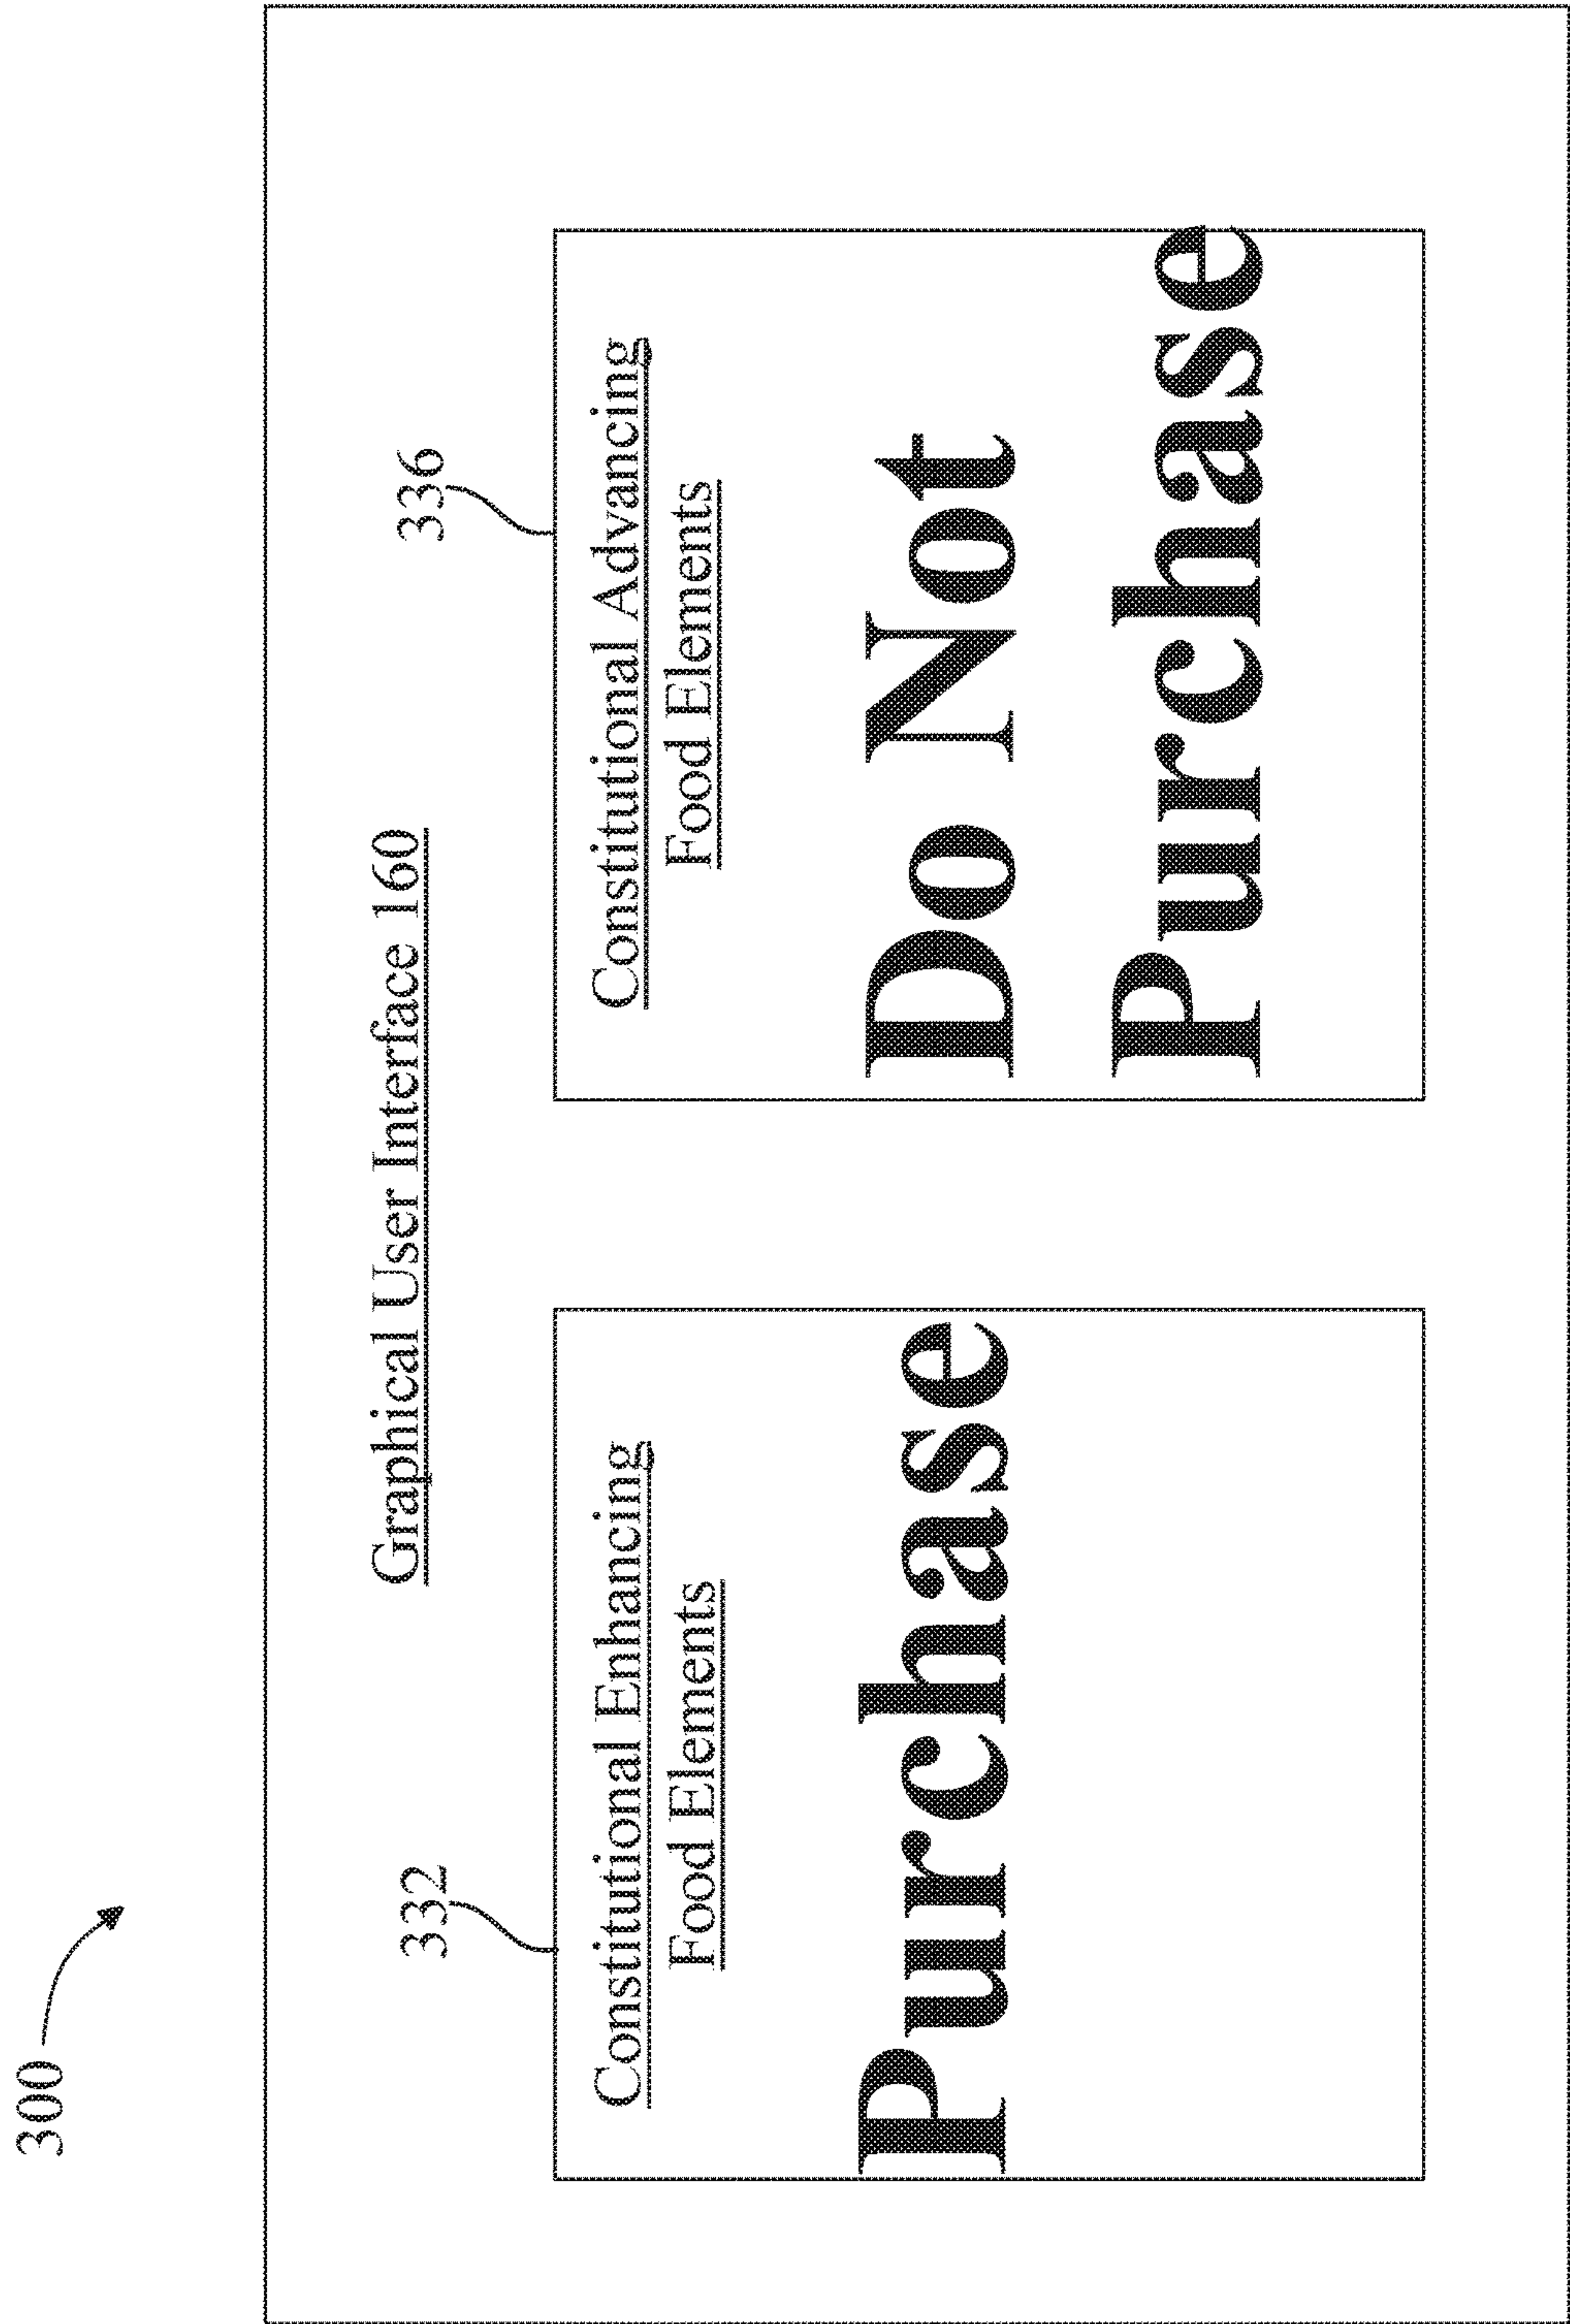 300
Graphical User Interface 160
332
Constitutional Enhancing
Food Elements
Purchase
336
Constitutional Advancing
Food Elements
Do Not
Purchase